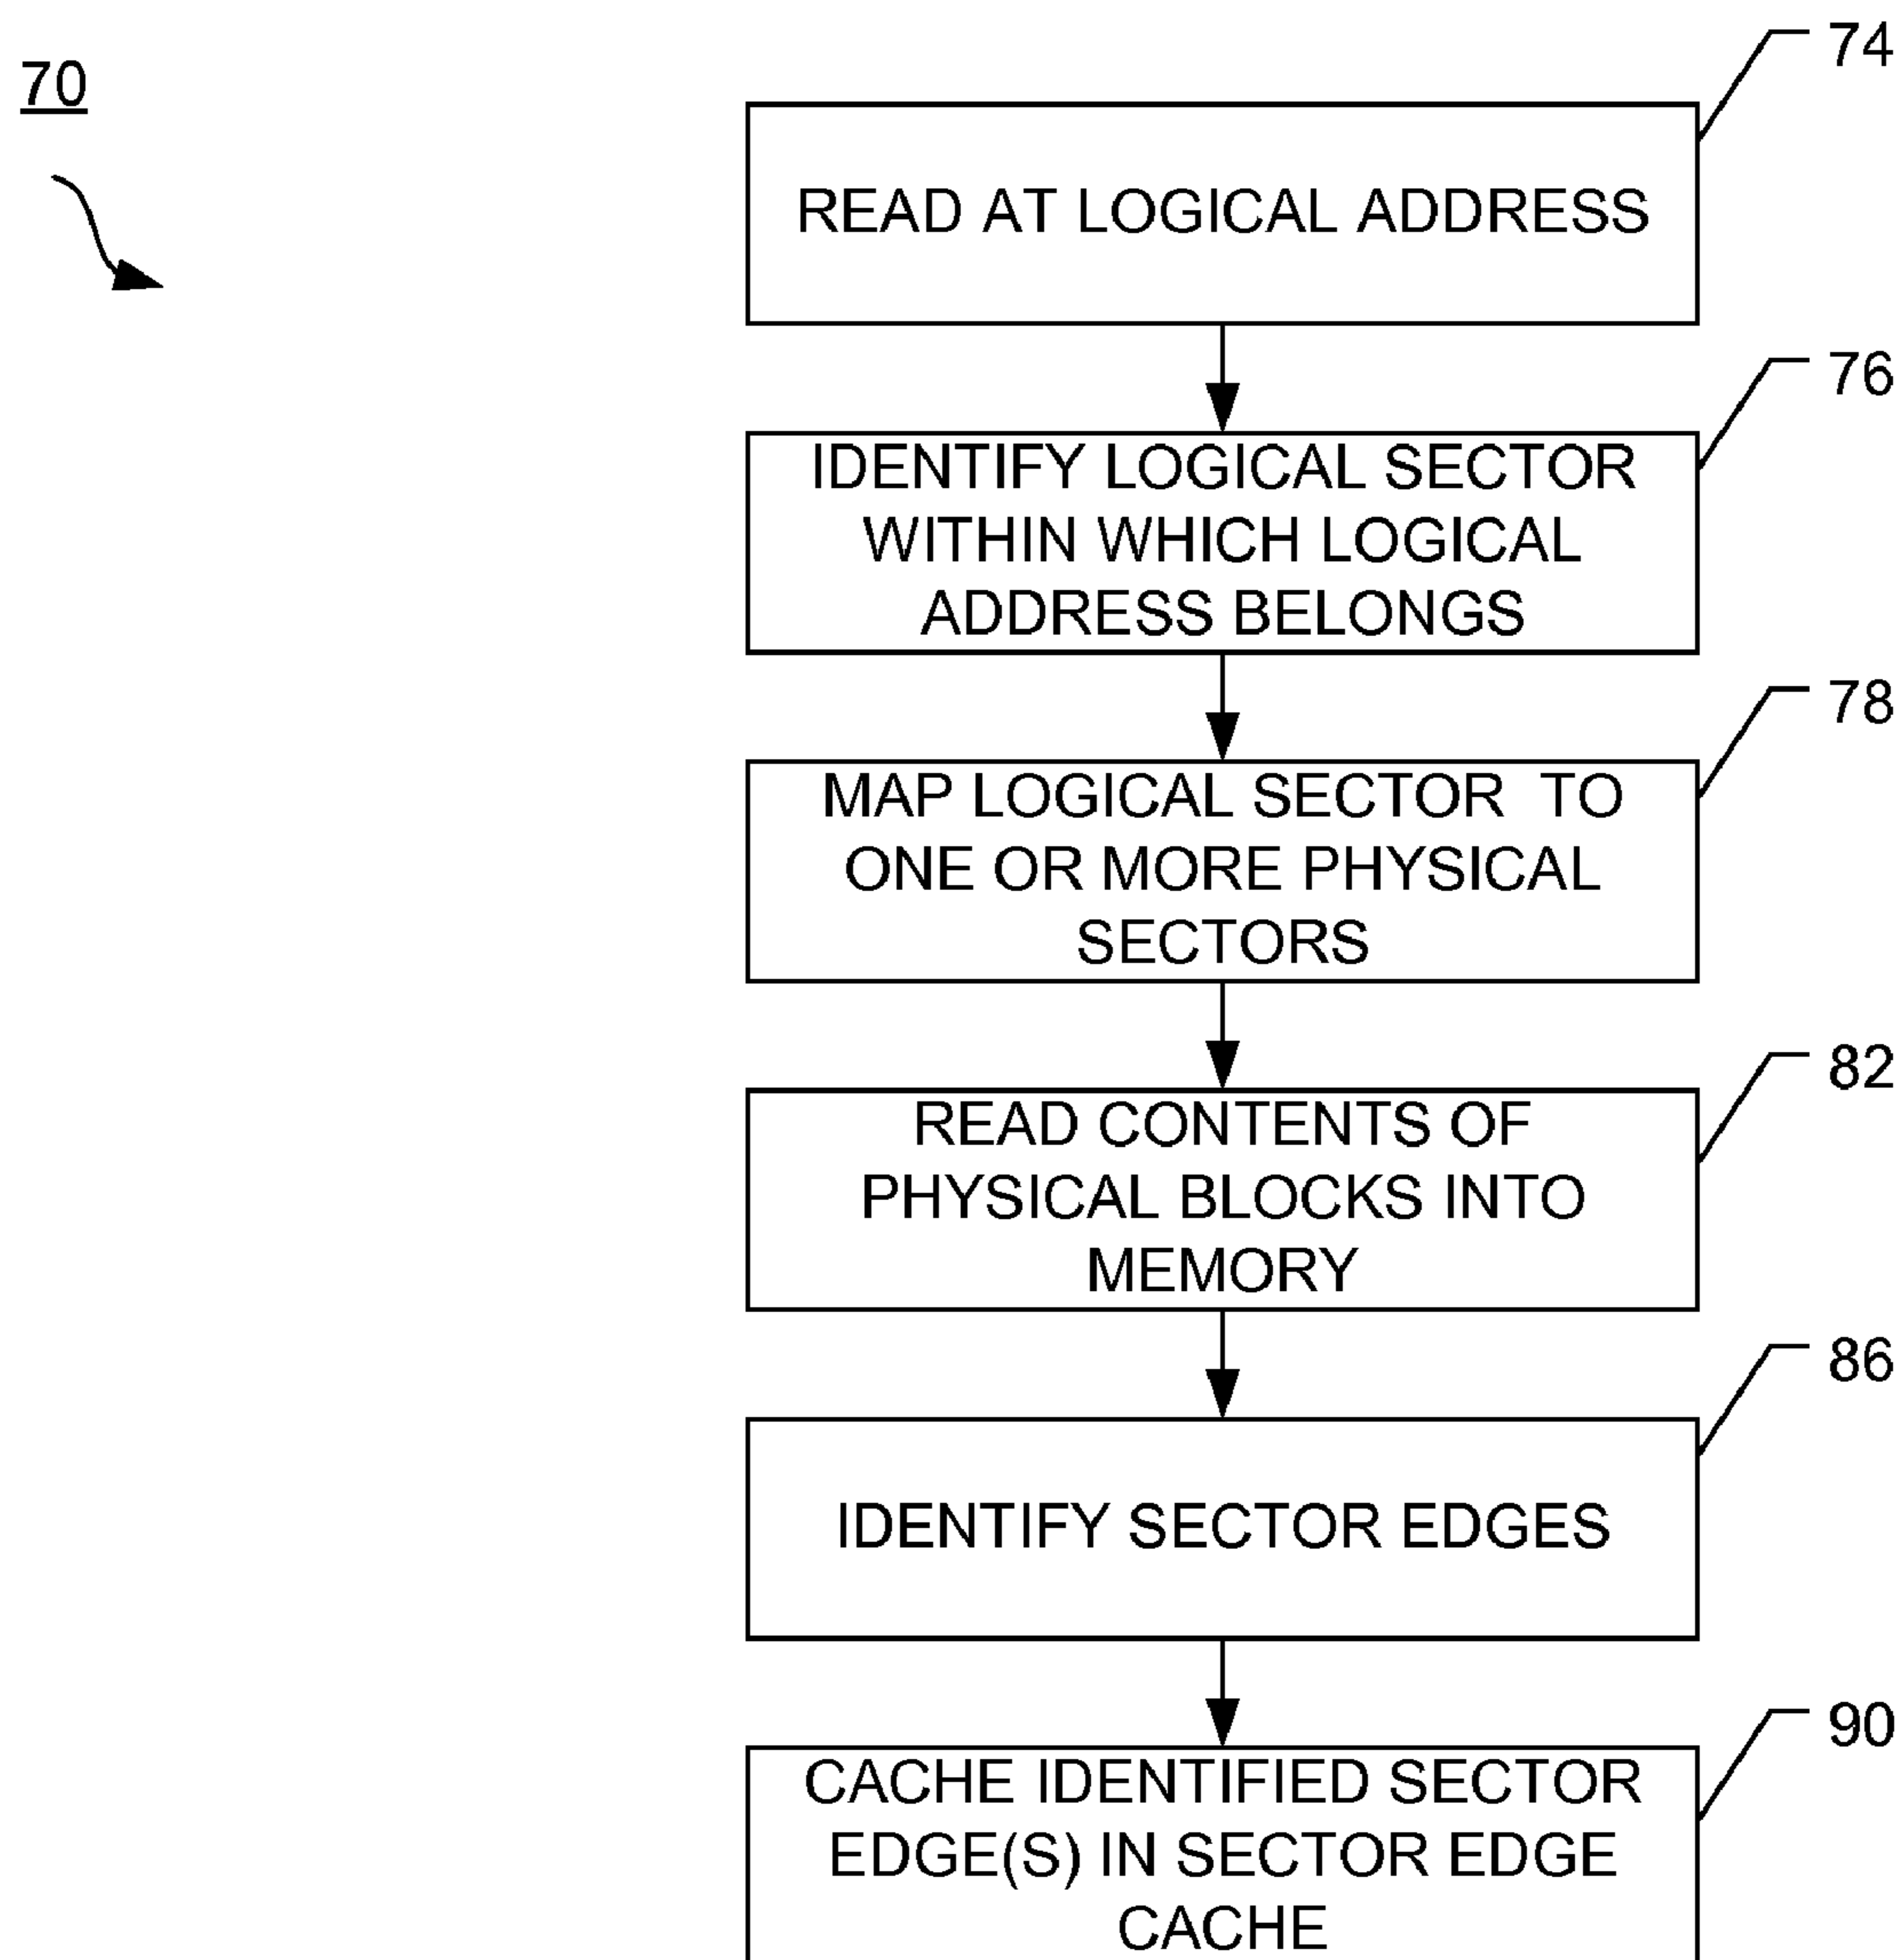 70
74
READ AT LOGICAL ADDRESS
76
IDENTIFY LOGICAL SECTOR
WITHIN WHICH LOGICAL
ADDRESS BELONGS
78
MAP LOGICAL SECTOR TO
ONE OR MORE PHYSICAL
SECTORS
82
READ CONTENTS OF
PHYSICAL BLOCKS INTO
MEMORY
86
IDENTIFY SECTOR EDGES
90
CACHE IDENTIFIED SECTOR
EDGE(S) IN SECTOR EDGE
CACHE